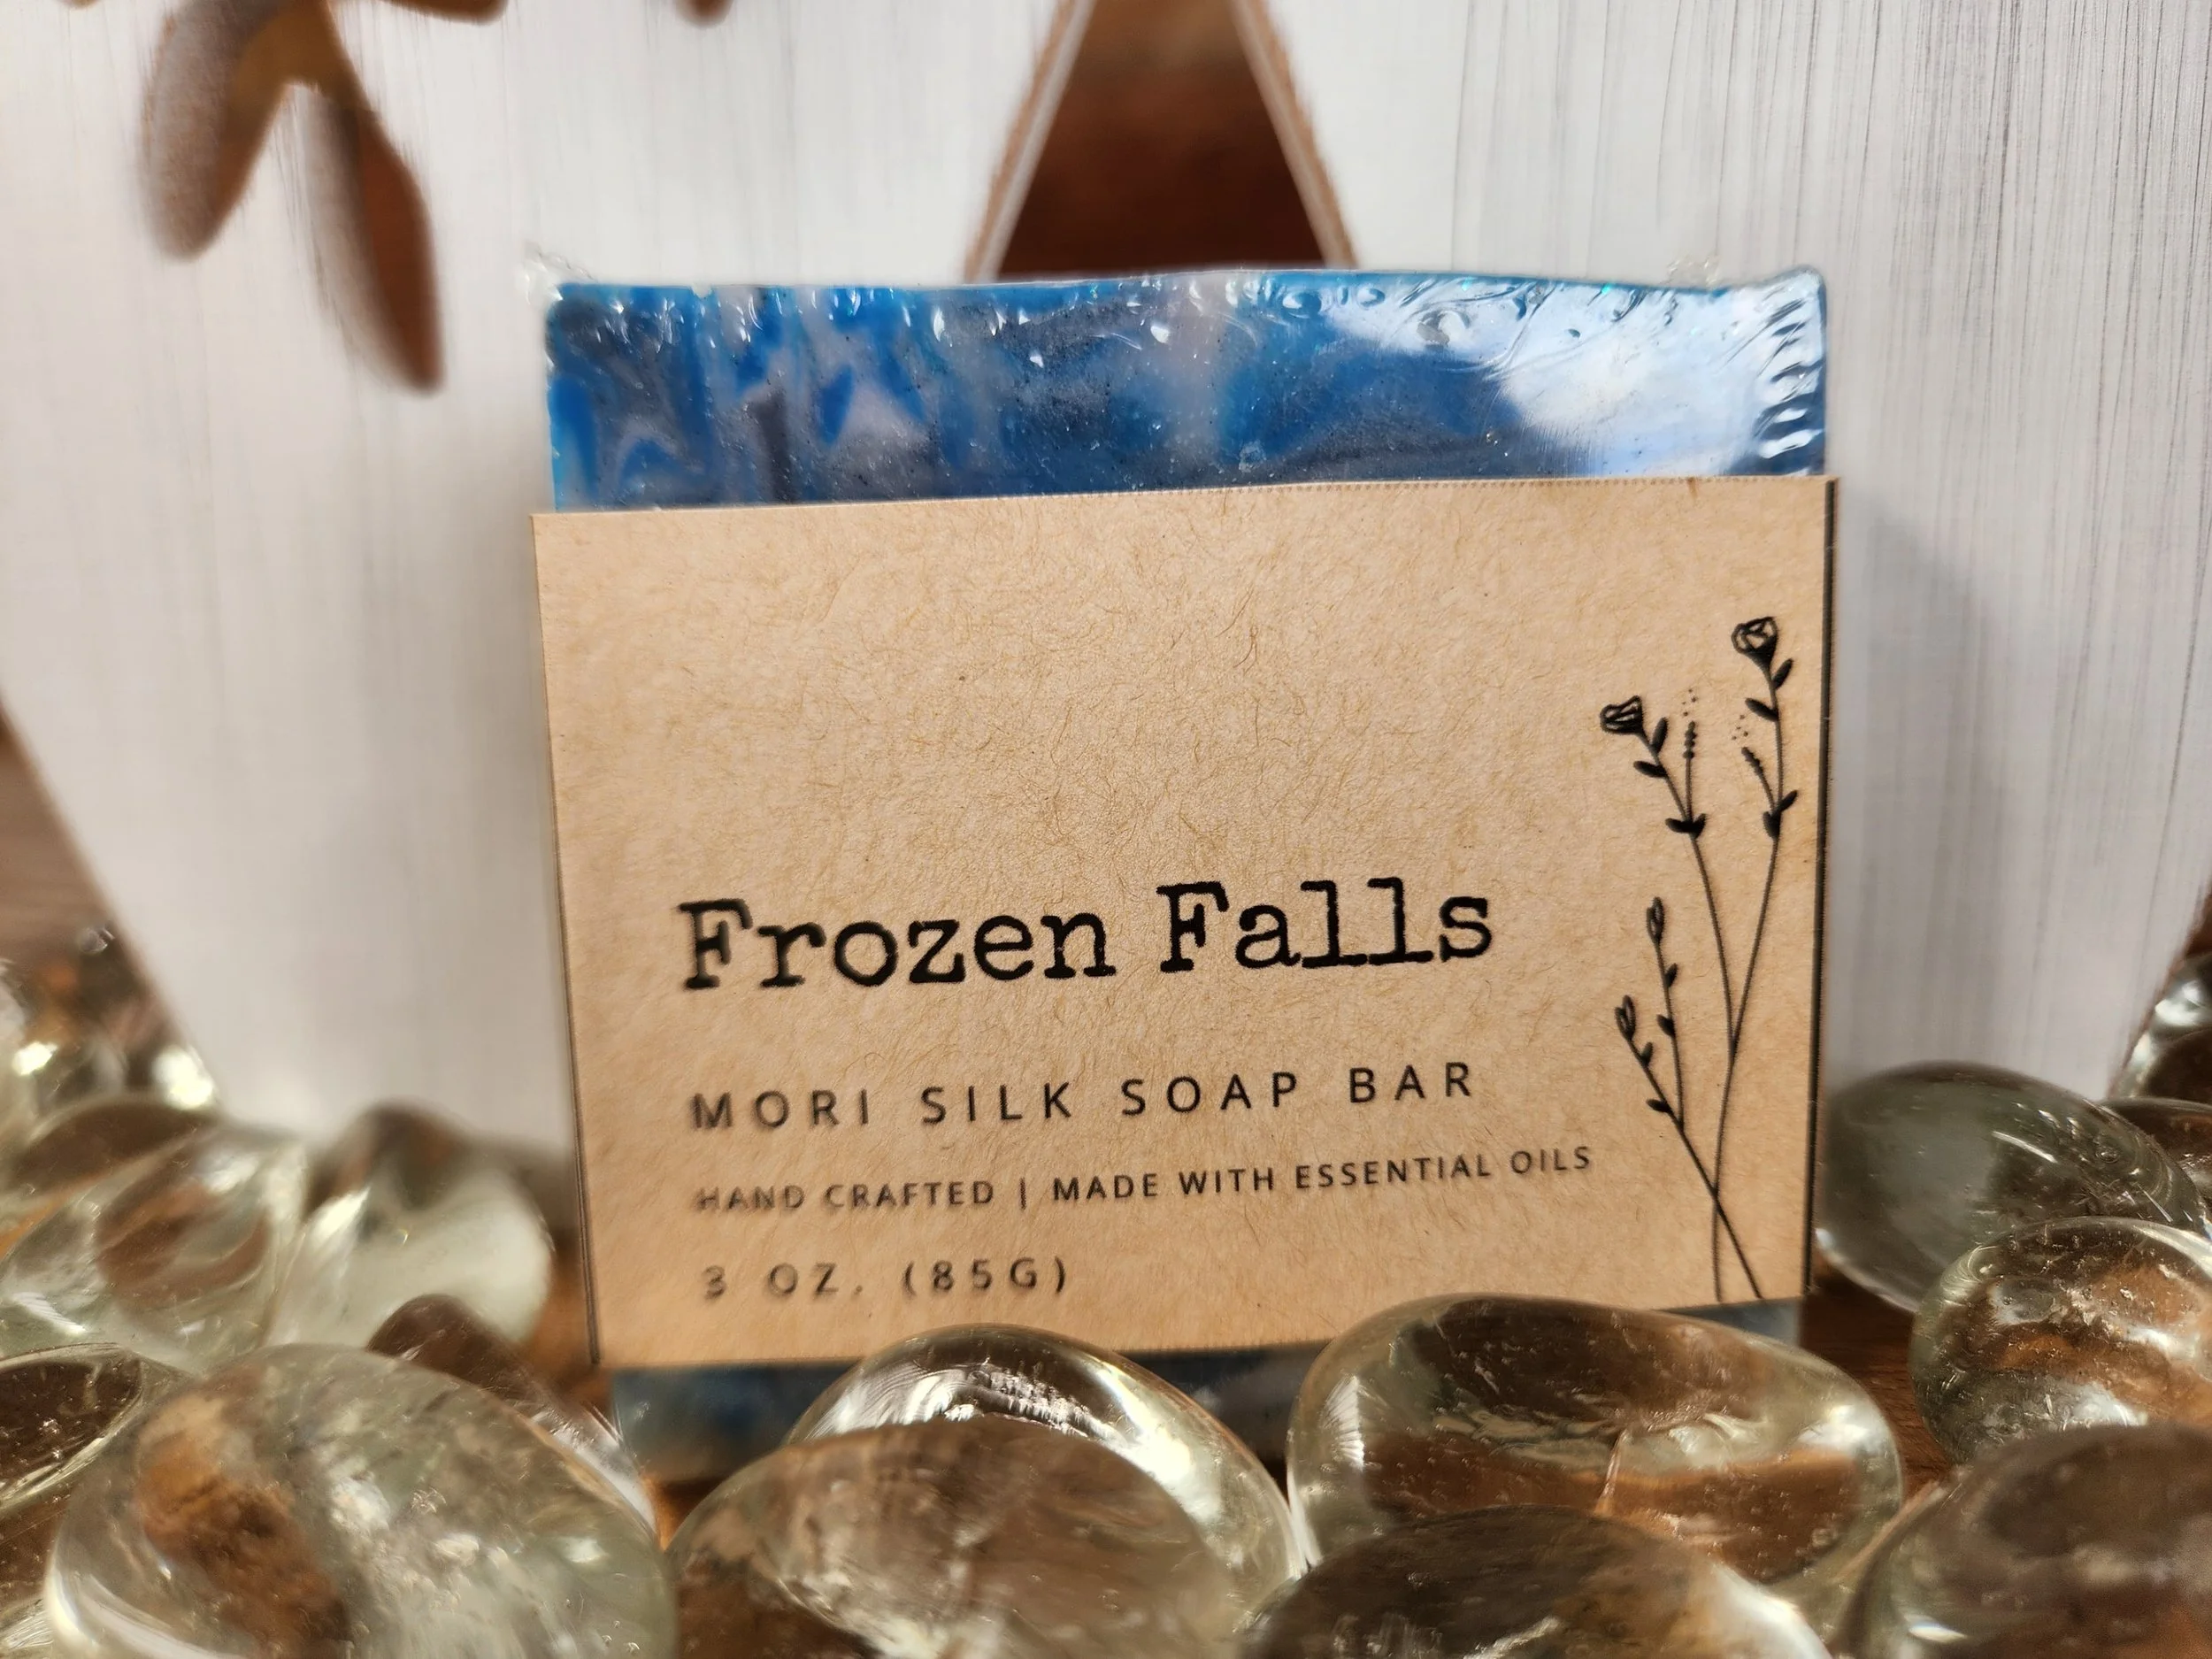 Frozen Falls
MORI SILK SOAP BAR
HAND CRAFTED | MADE WITH ESSENTIAL OILS
3 OZ. (85G)